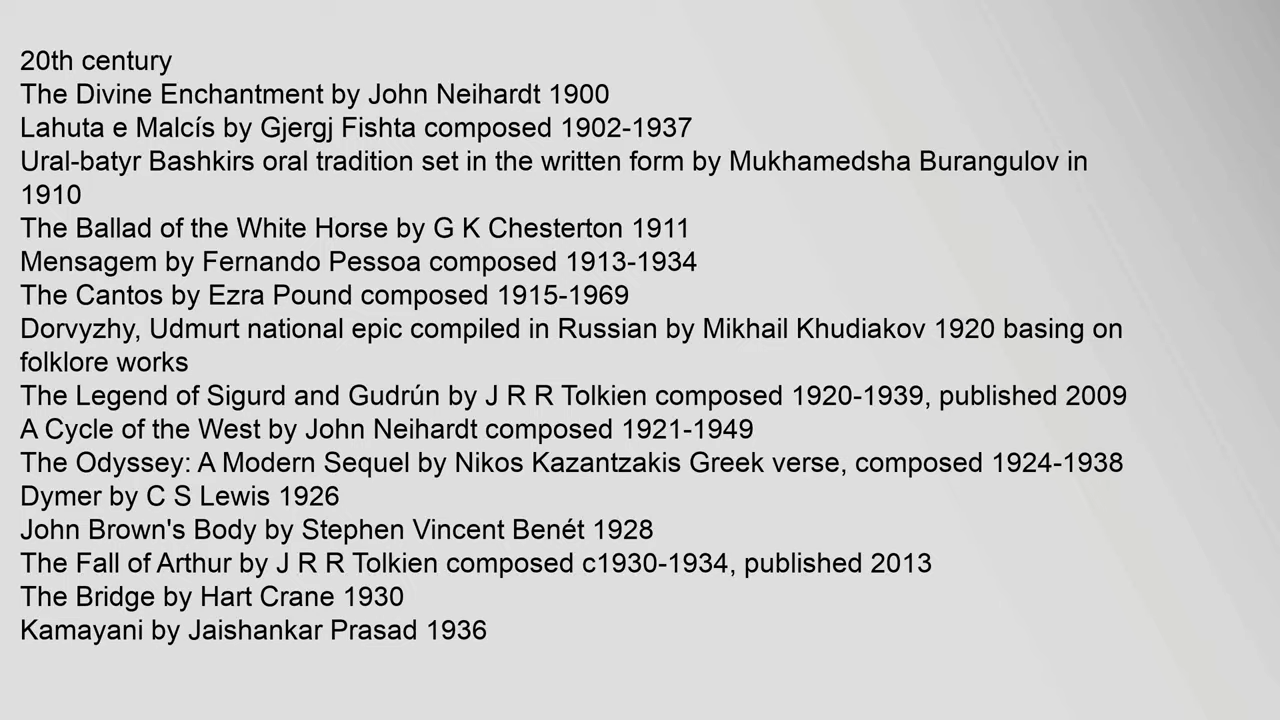 20th century
The Divine Enchantment by John Neihardt 1900
Lahuta e Malcís by Gjergj Fishta composed 1902-1937
Ural-batyr Bashkirs oral tradition set in the written form by Mukhamedsha Burangulov in
1910
The Ballad of the White Horse by G K Chesterton 1911
Mensagem by Fernando Pessoa composed 1913-1934
The Cantos by Ezra Pound composed 1915-1969
Dorvyzhy, Udmurt national epic compiled in Russian by Mikhail Khudiakov 1920 basing on
folklore works
The Legend of Sigurd and Gudrún by J R R Tolkien composed 1920-1939, published 2009
A Cycle of the West by John Neihardt composed 1921-1949
The Odyssey: A Modern Sequel by Nikos Kazantzakis Greek verse, composed 1924-1938
Dymer by C S Lewis 1926
John Brown's Body by Stephen Vincent Benét 1928
The Fall of Arthur by J R R Tolkien composed c1930-1934, published 2013
The Bridge by Hart Crane 1930
Kamayani by Jaishankar Prasad 1936